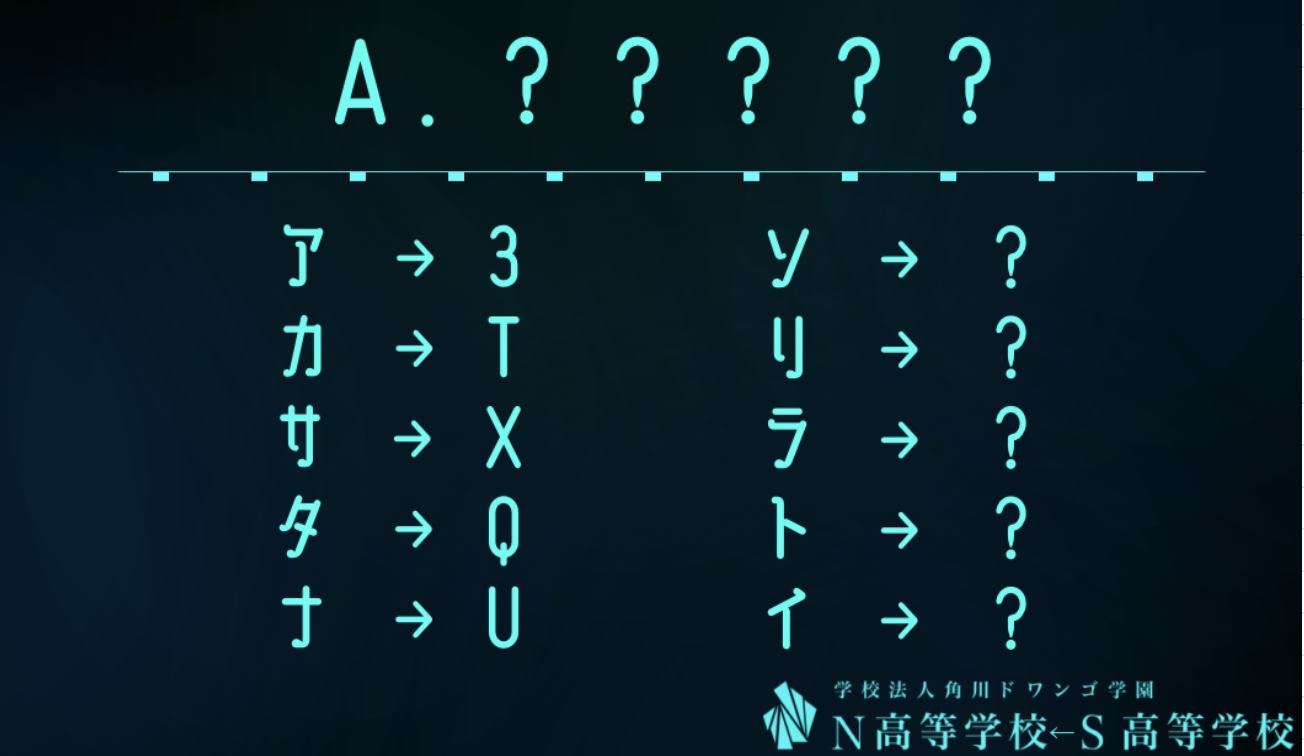 A. ? ? ? ? ?
ア → 3
カ → T
サ → X
タ → Q
ナ → U
ソ → ?
リ → ?
ラ → ?
ト → ?
イ → ?
学校法人角川ドワンゴ学園
N高等学校←S高等学校